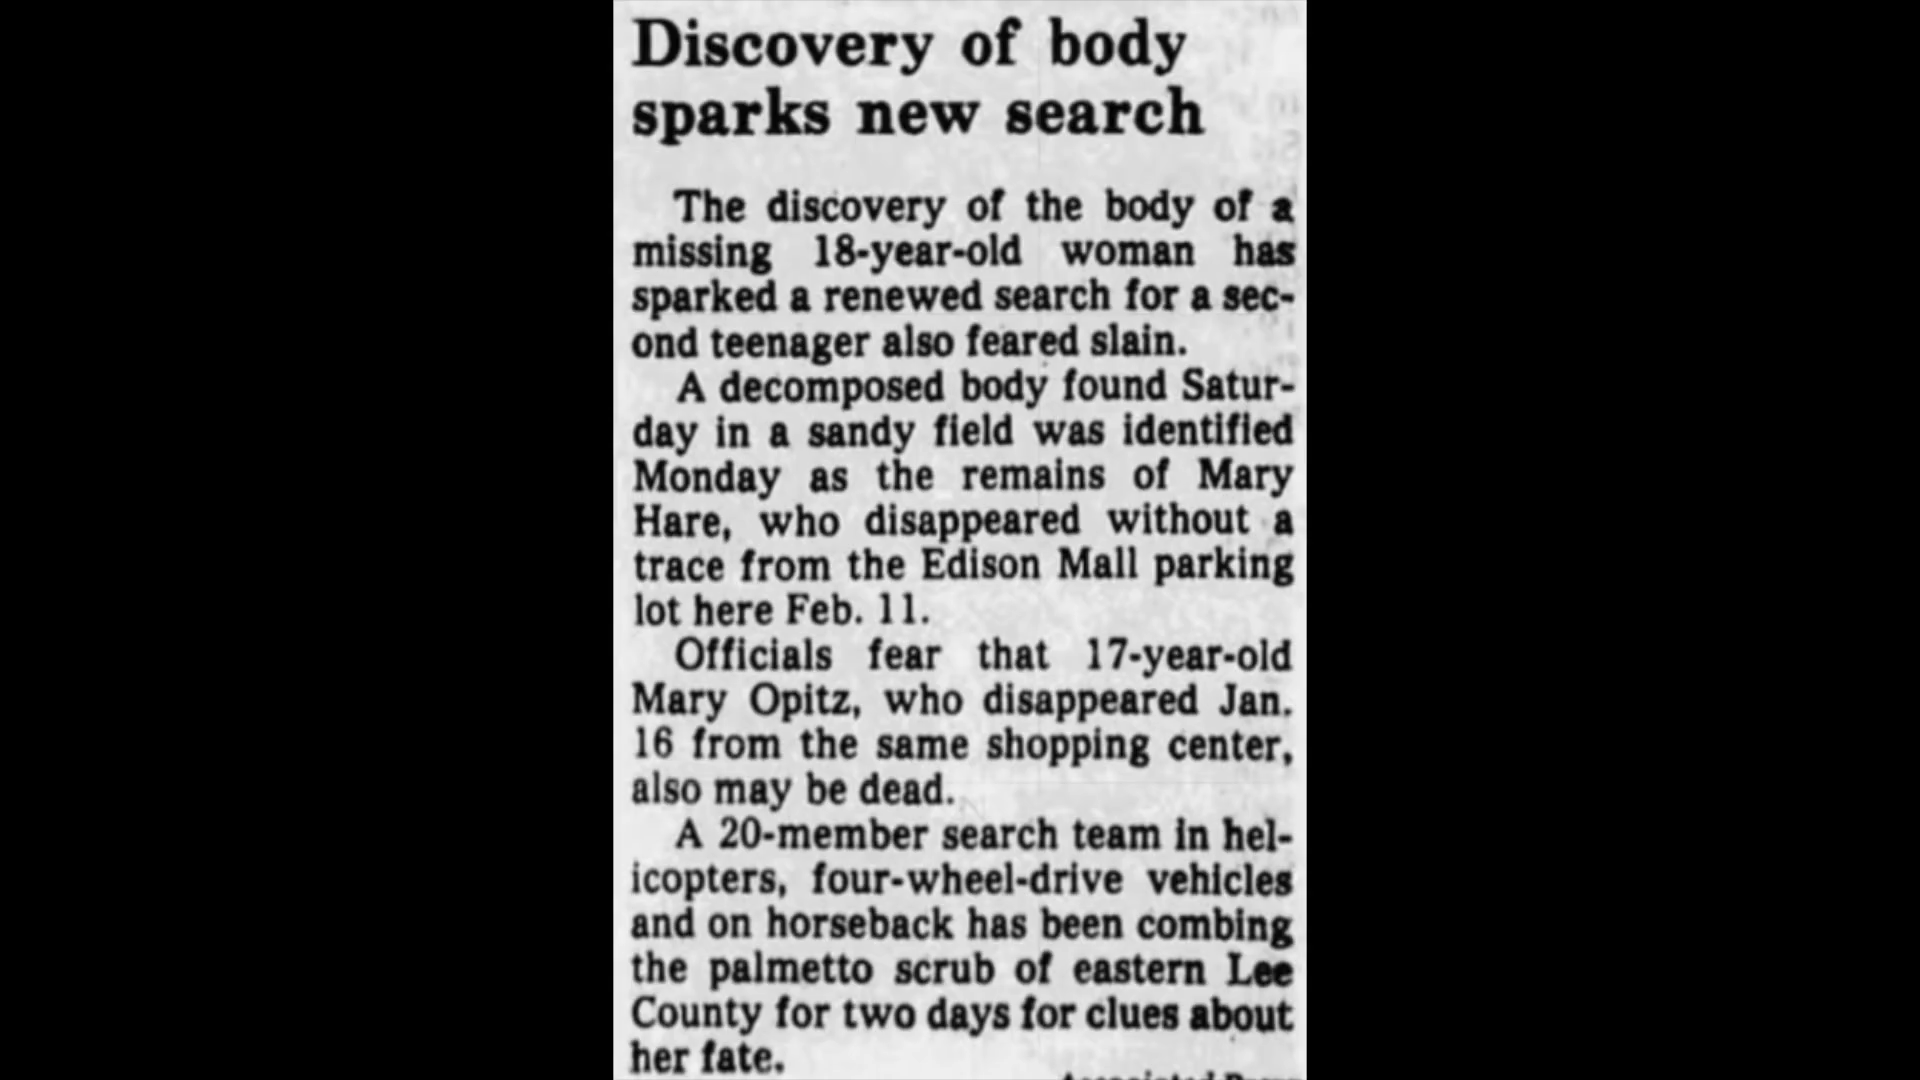 Discovery of body
sparks new search
The discovery of the body of a
missing 18-year-old woman has
sparked a renewed search for a sec-
ond teenager also feared slain.
A decomposed body found Satur-
day in a sandy field was identified
Monday as the remains of Mary
Hare, who disappeared without a
trace from the Edison Mall parking
lot here Feb. 11.
Officials fear that 17-year-old
Mary Opitz, who disappeared Jan.
16 from the same shopping center,
also may be dead.
A 20-member search team in hel-
icopters, four-wheel-drive vehicles
and on horseback has been combing
the palmetto scrub of eastern Lee
County for two days for clues about
her fate.